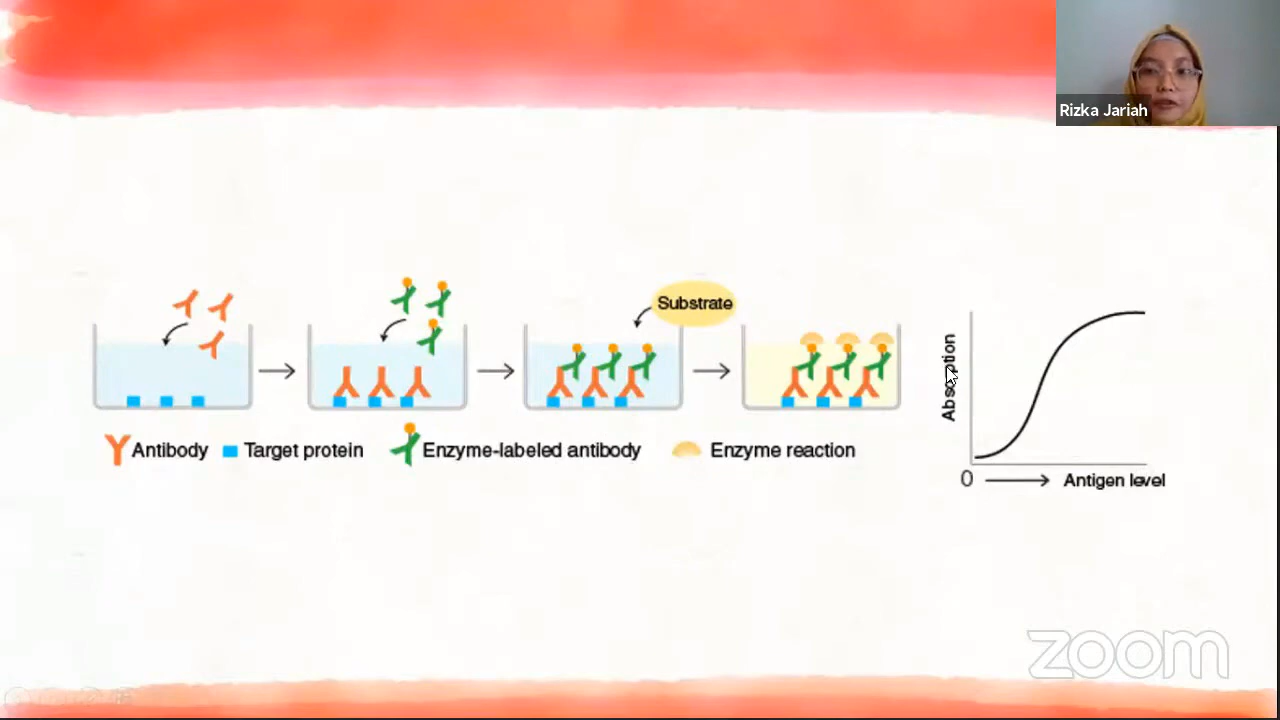 Rizka Jariah
Substrate
Absorption
Antibody
Target protein
Enzyme-labeled antibody
Enzyme reaction
0
Antigen level
zoom